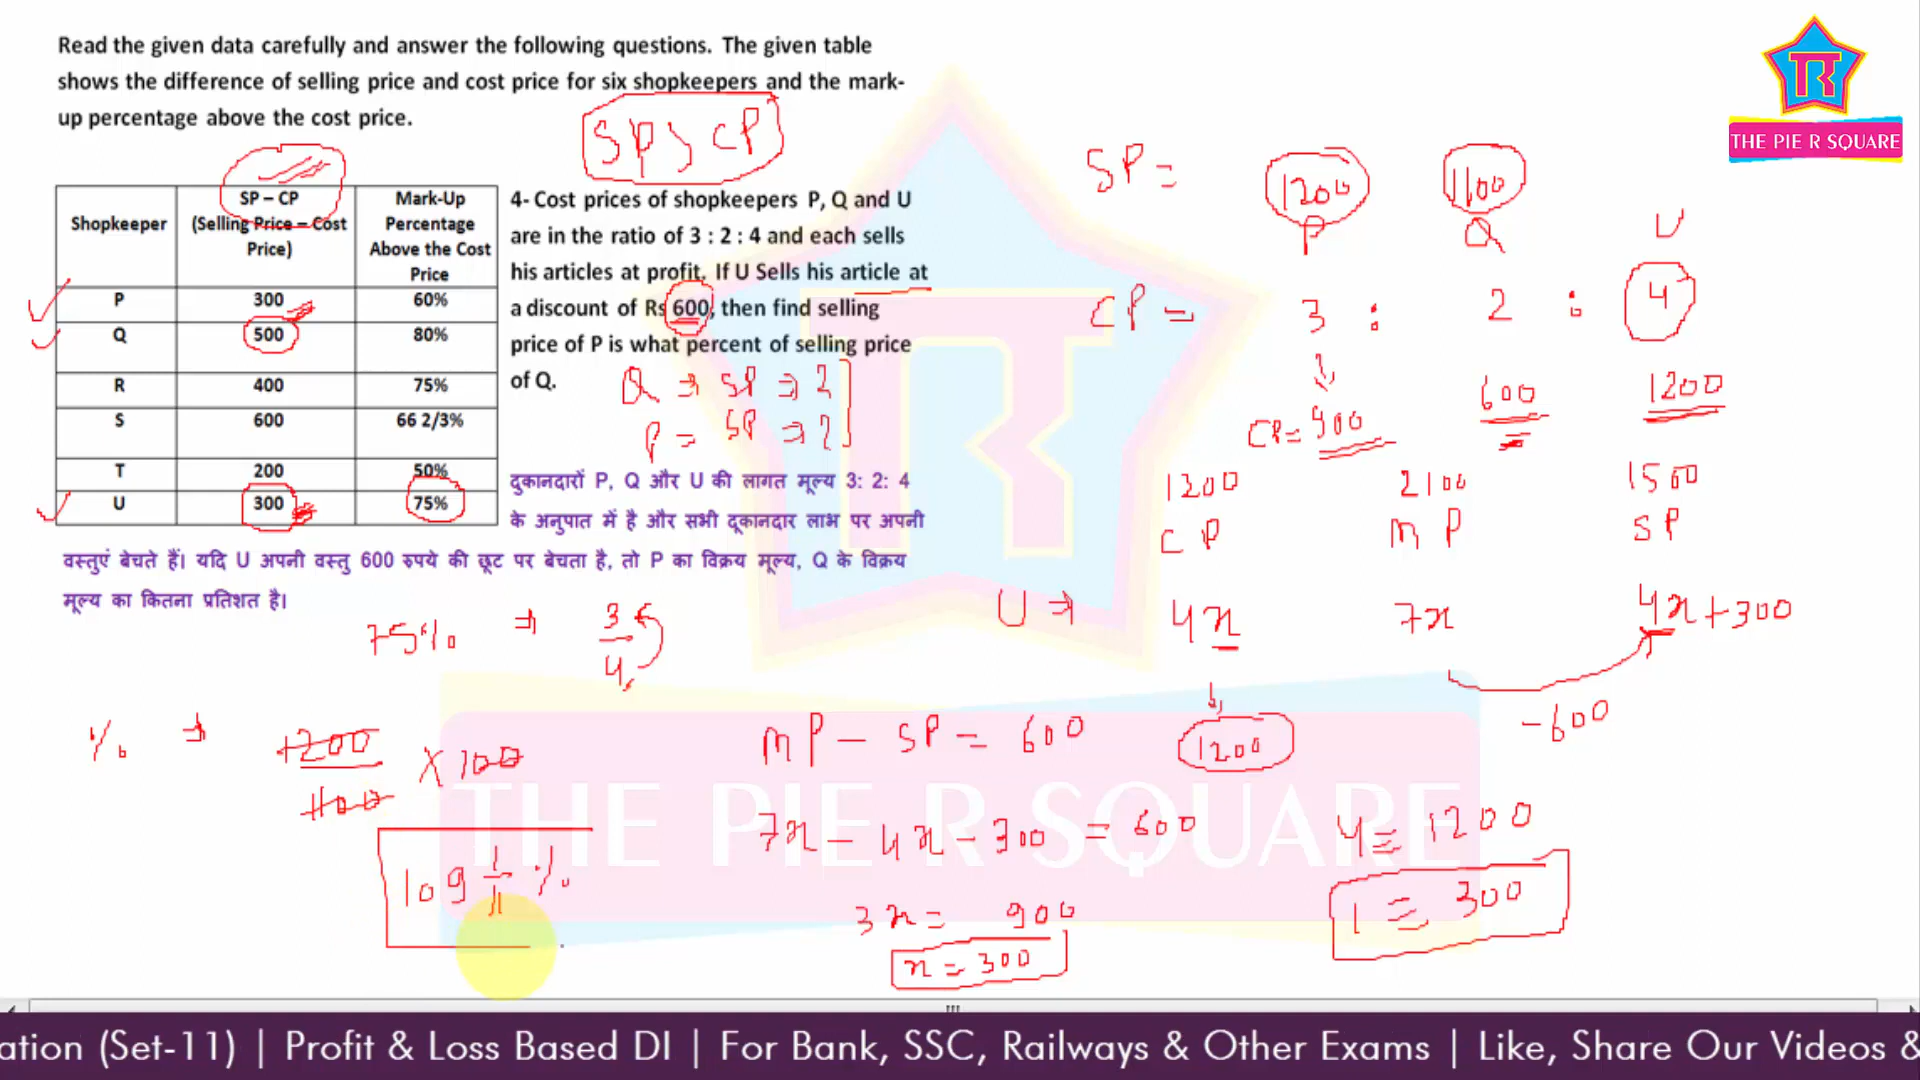 Read the given data carefully and answer the following questions. The given table
shows the difference of selling price and cost price for six shopkeepers and the mark-
up percentage above the cost price.
SP > CP
Shopkeeper | SP – CP (Selling Price – Cost Price) | Mark-Up Percentage Above the Cost Price
P | 300 | 60%
Q | 500 | 80%
R | 400 | 75%
S | 600 | 66 2/3%
T | 200 | 50%
U | 300 | 75%
4- Cost prices of shopkeepers P, Q and U
are in the ratio of 3 : 2 : 4 and each sells
his articles at profit. If U Sells his article at
a discount of Rs 600, then find selling
price of P is what percent of selling price
of Q.
Q ⇒ SP ⇒ ?
P = SP ⇒ ?
दुकानदारों P, Q और U की लागत मूल्य 3: 2: 4
के अनुपात में है और सभी दूकानदार लाभ पर अपनी
वस्तुएं बेचते हैं। यदि U अपनी वस्तु 600 रुपये की छूट पर बेचता है, तो P का विक्रय मूल्य, Q के विक्रय
मूल्य का कितना प्रतिशत है।
SP = 1200 1100
P Q U
CP = 3 : 2 : 4
CP = 900 600 1200
1200 2100 1500
CP MP SP
U ⇒ 4x 7x 4x + 300
1200 - 600
75% ⇒ 3/4
% ⇒ 1200/1100 × 100
109 1/11 %
MP - SP = 600
7x - 4x - 300 = 600
3x = 900
x = 300
4 = 1200
1 = 300
THE PIE R SQUARE
THE PIE R SQUARE
ation (Set-11) | Profit & Loss Based DI | For Bank, SSC, Railways & Other Exams | Like, Share Our Videos &